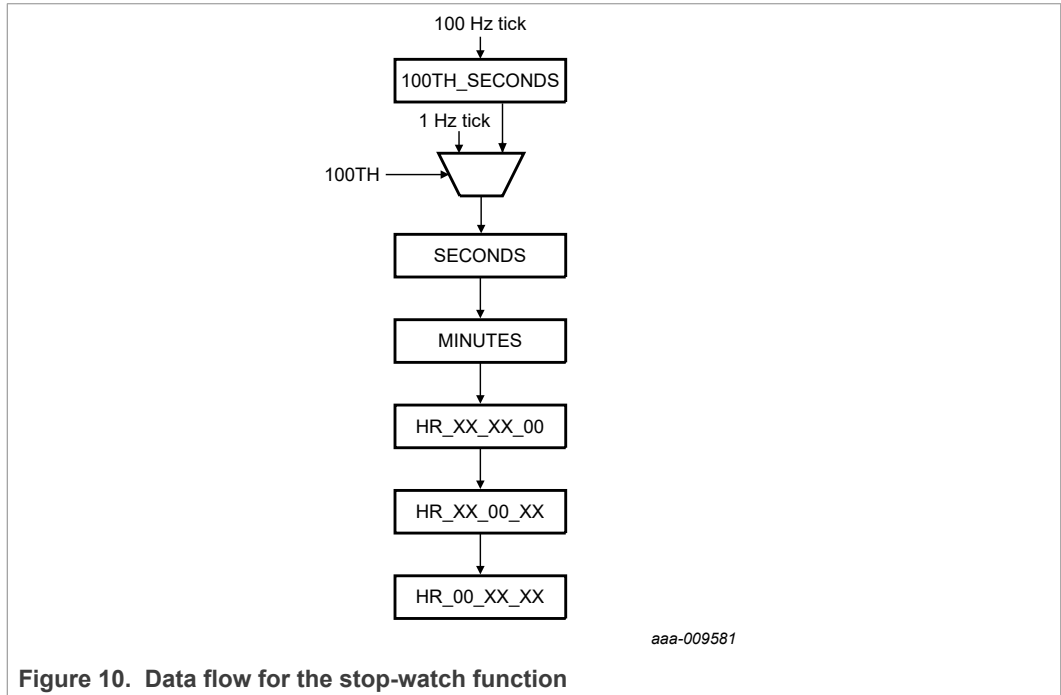 100 Hz tick
100TH_SECONDS
1 Hz tick
100TH
SECONDS
MINUTES
HR_XX_XX_00
HR_XX_00_XX
HR_00_XX_XX
aaa-009581
Figure 10. Data flow for the stop-watch function